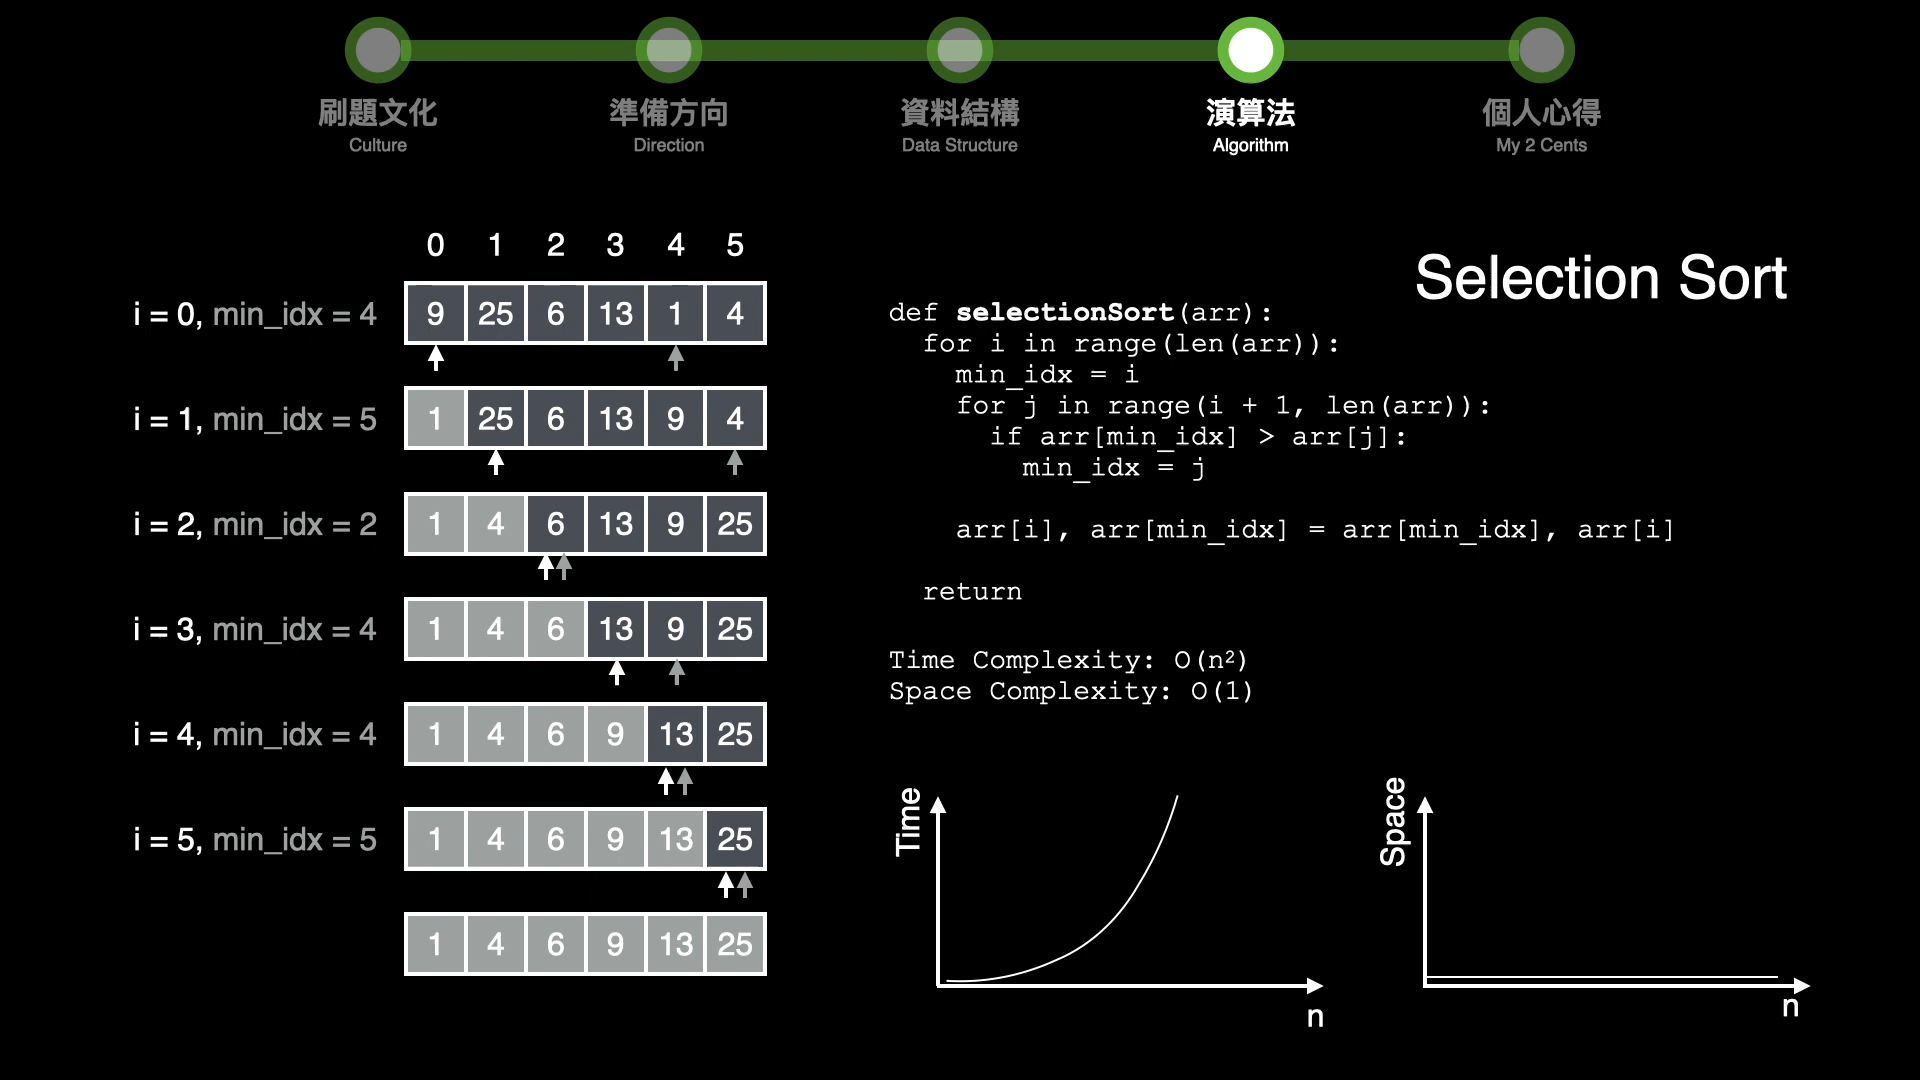 刷題文化
Culture
準備方向
Direction
資料結構
Data Structure
演算法
Algorithm
個人心得
My 2 Cents
0 1 2 3 4 5
i = 0, min_idx = 4 9 25 6 13 1 4
i = 1, min_idx = 5 1 25 6 13 9 4
i = 2, min_idx = 2 1 4 6 13 9 25
i = 3, min_idx = 4 1 4 6 13 9 25
i = 4, min_idx = 4 1 4 6 9 13 25
i = 5, min_idx = 5 1 4 6 9 13 25
1 4 6 9 13 25
Selection Sort
def selectionSort(arr):
  for i in range(len(arr)):
    min_idx = i
    for j in range(i + 1, len(arr)):
      if arr[min_idx] > arr[j]:
        min_idx = j
    arr[i], arr[min_idx] = arr[min_idx], arr[i]
  return
Time Complexity: O(n²)
Space Complexity: O(1)
Time
n
Space
n